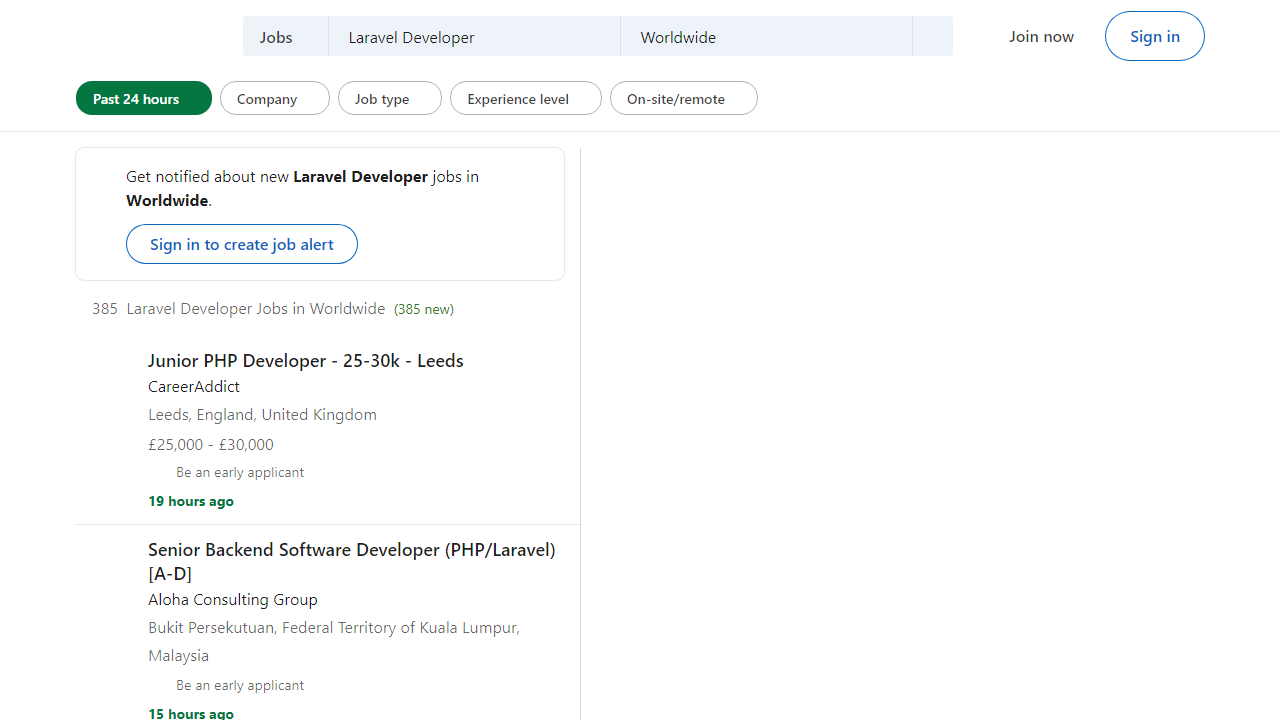 Jobs
Laravel Developer
Worldwide
Join now
Sign in
Past 24 hours
Company
Job type
Experience level
On-site/remote
Get notified about new Laravel Developer jobs in
Worldwide.
Sign in to create job alert
385 Laravel Developer Jobs in Worldwide (385 new)
Junior PHP Developer - 25-30k - Leeds
CareerAddict
Leeds, England, United Kingdom
£25,000 - £30,000
Be an early applicant
19 hours ago
Senior Backend Software Developer (PHP/Laravel)
[A-D]
Aloha Consulting Group
Bukit Persekutuan, Federal Territory of Kuala Lumpur,
Malaysia
Be an early applicant
15 hours ago